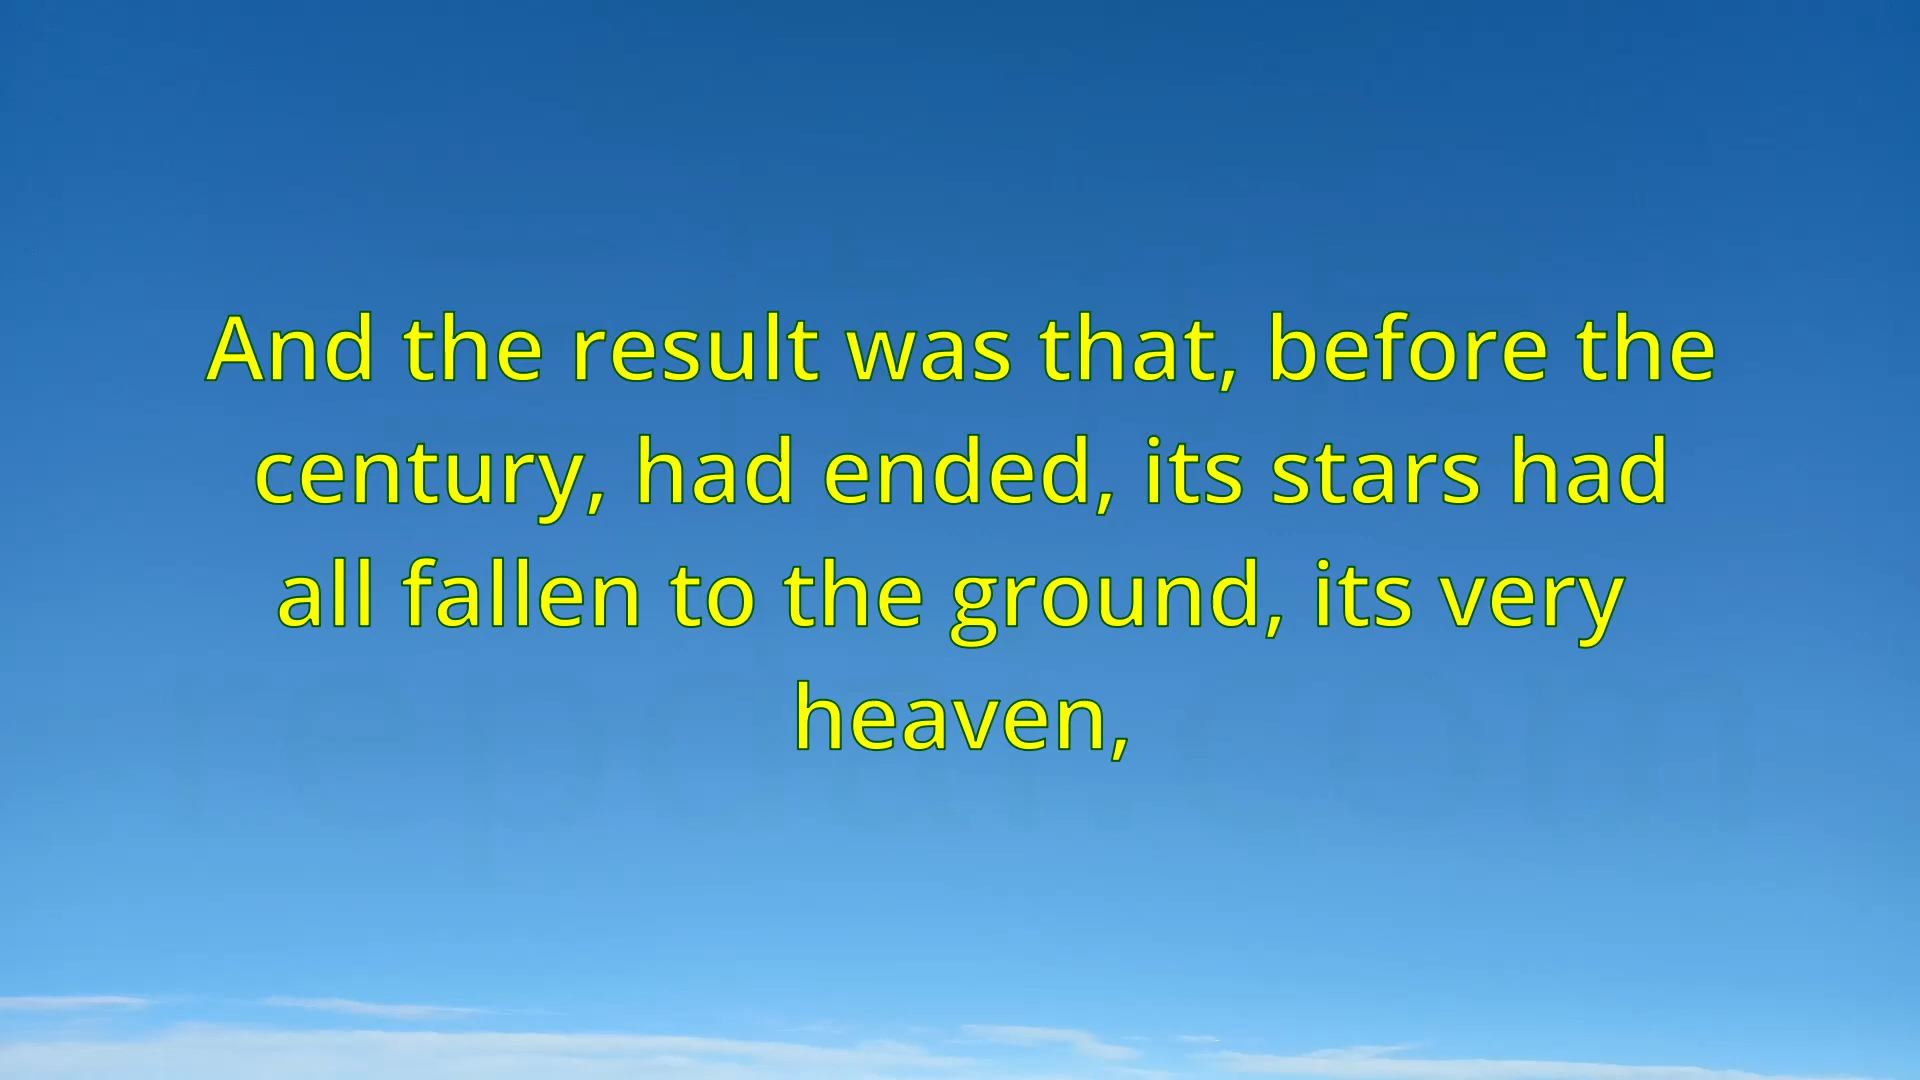 And the result was that, before the
century, had ended, its stars had
all fallen to the ground, its very
heaven,